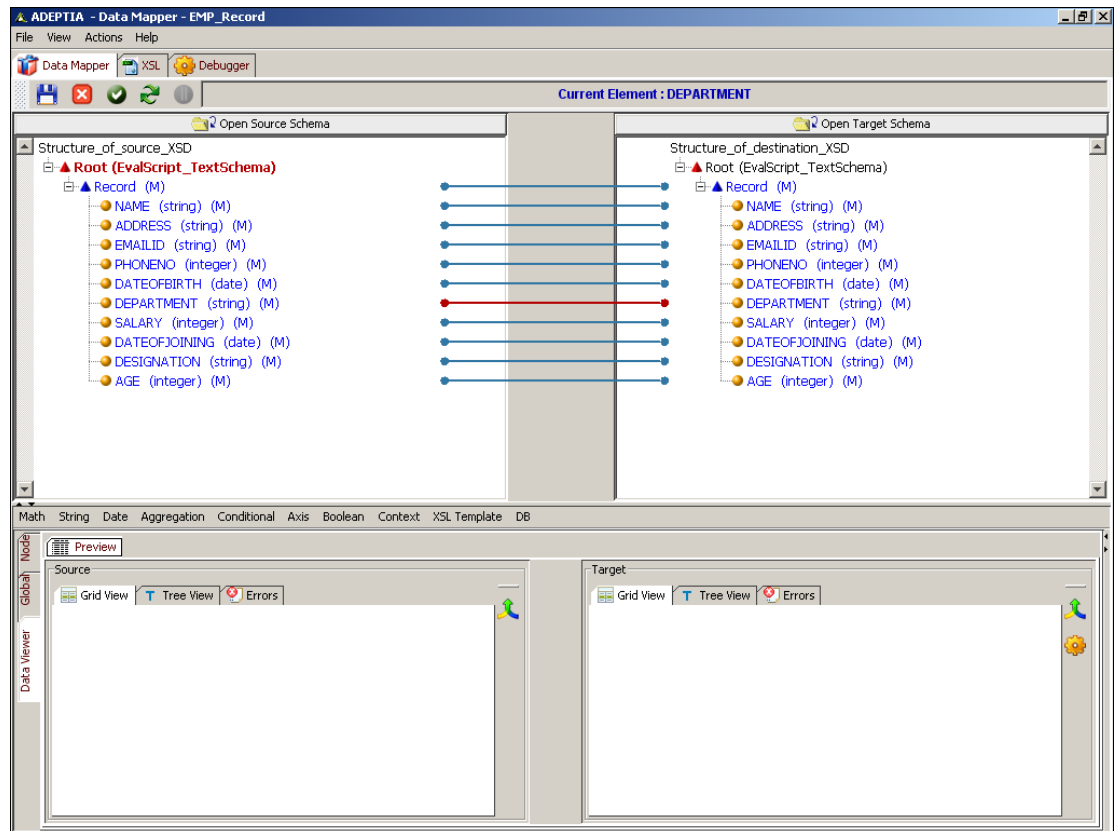 ADEPTIA - Data Mapper - EMP_Record
File View Actions Help
Data Mapper XSL Debugger
Current Element : DEPARTMENT
Open Source Schema Open Target Schema
Structure_of_source_XSD
Root (EvalScript_TextSchema)
Record (M)
NAME (string) (M)
ADDRESS (string) (M)
EMAILID (string) (M)
PHONENO (integer) (M)
DATEOFBIRTH (date) (M)
DEPARTMENT (string) (M)
SALARY (integer) (M)
DATEOFJOINING (date) (M)
DESIGNATION (string) (M)
AGE (integer) (M)
Structure_of_destination_XSD
Root (EvalScript_TextSchema)
Record (M)
NAME (string) (M)
ADDRESS (string) (M)
EMAILID (string) (M)
PHONENO (integer) (M)
DATEOFBIRTH (date) (M)
DEPARTMENT (string) (M)
SALARY (integer) (M)
DATEOFJOINING (date) (M)
DESIGNATION (string) (M)
AGE (integer) (M)
Math String Date Aggregation Conditional Axis Boolean Context XSL Template DB
Node
Global
Data Viewer
Preview
Source
Grid View T Tree View Errors
Target
Grid View T Tree View Errors